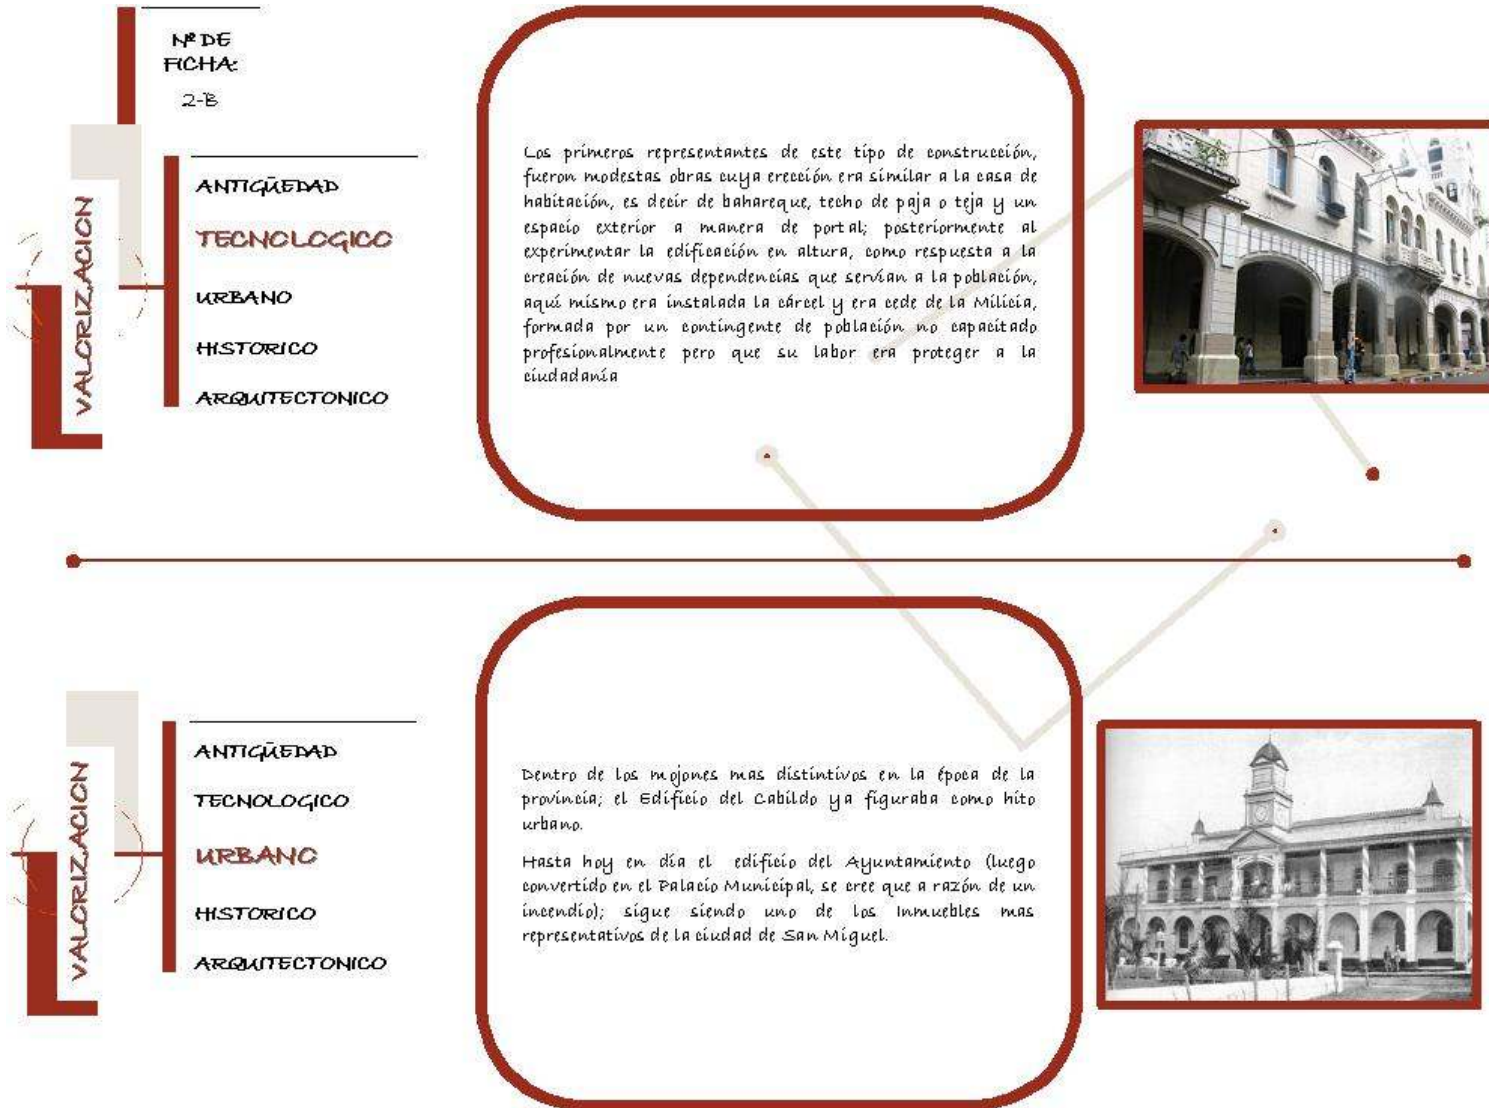 Nº DE
FICHA:
2-B
VALORIZACION
ANTIGÜEDAD
TECNOLOGICO
URBANO
HISTORICO
ARQUITECTONICO
Los primeros representantes de este tipo de construcción,
fueron modestas obras cuya erección era similar a la casa de
habitación, es decir de bahareque, techo de paja o teja y un
espacio exterior a manera de portal; posteriormente al
experimentar la edificación en altura, como respuesta a la
creación de nuevas dependencias que servían a la población,
aquí mismo era instalada la cárcel y era cede de la Milicia,
formada por un contingente de población no capacitado
profesionalmente pero que su labor era proteger a la
ciudadanía
VALORIZACION
ANTIGÜEDAD
TECNOLOGICO
URBANO
HISTORICO
ARQUITECTONICO
Dentro de los mojones mas distintivos en la época de la
provincia; el Edificio del Cabildo ya figuraba como hito
urbano.
Hasta hoy en día el edificio del Ayuntamiento (luego
convertido en el Palacio Municipal, se cree que a razón de un
incendio); sigue siendo uno de los Inmuebles mas
representativos de la ciudad de San Miguel.